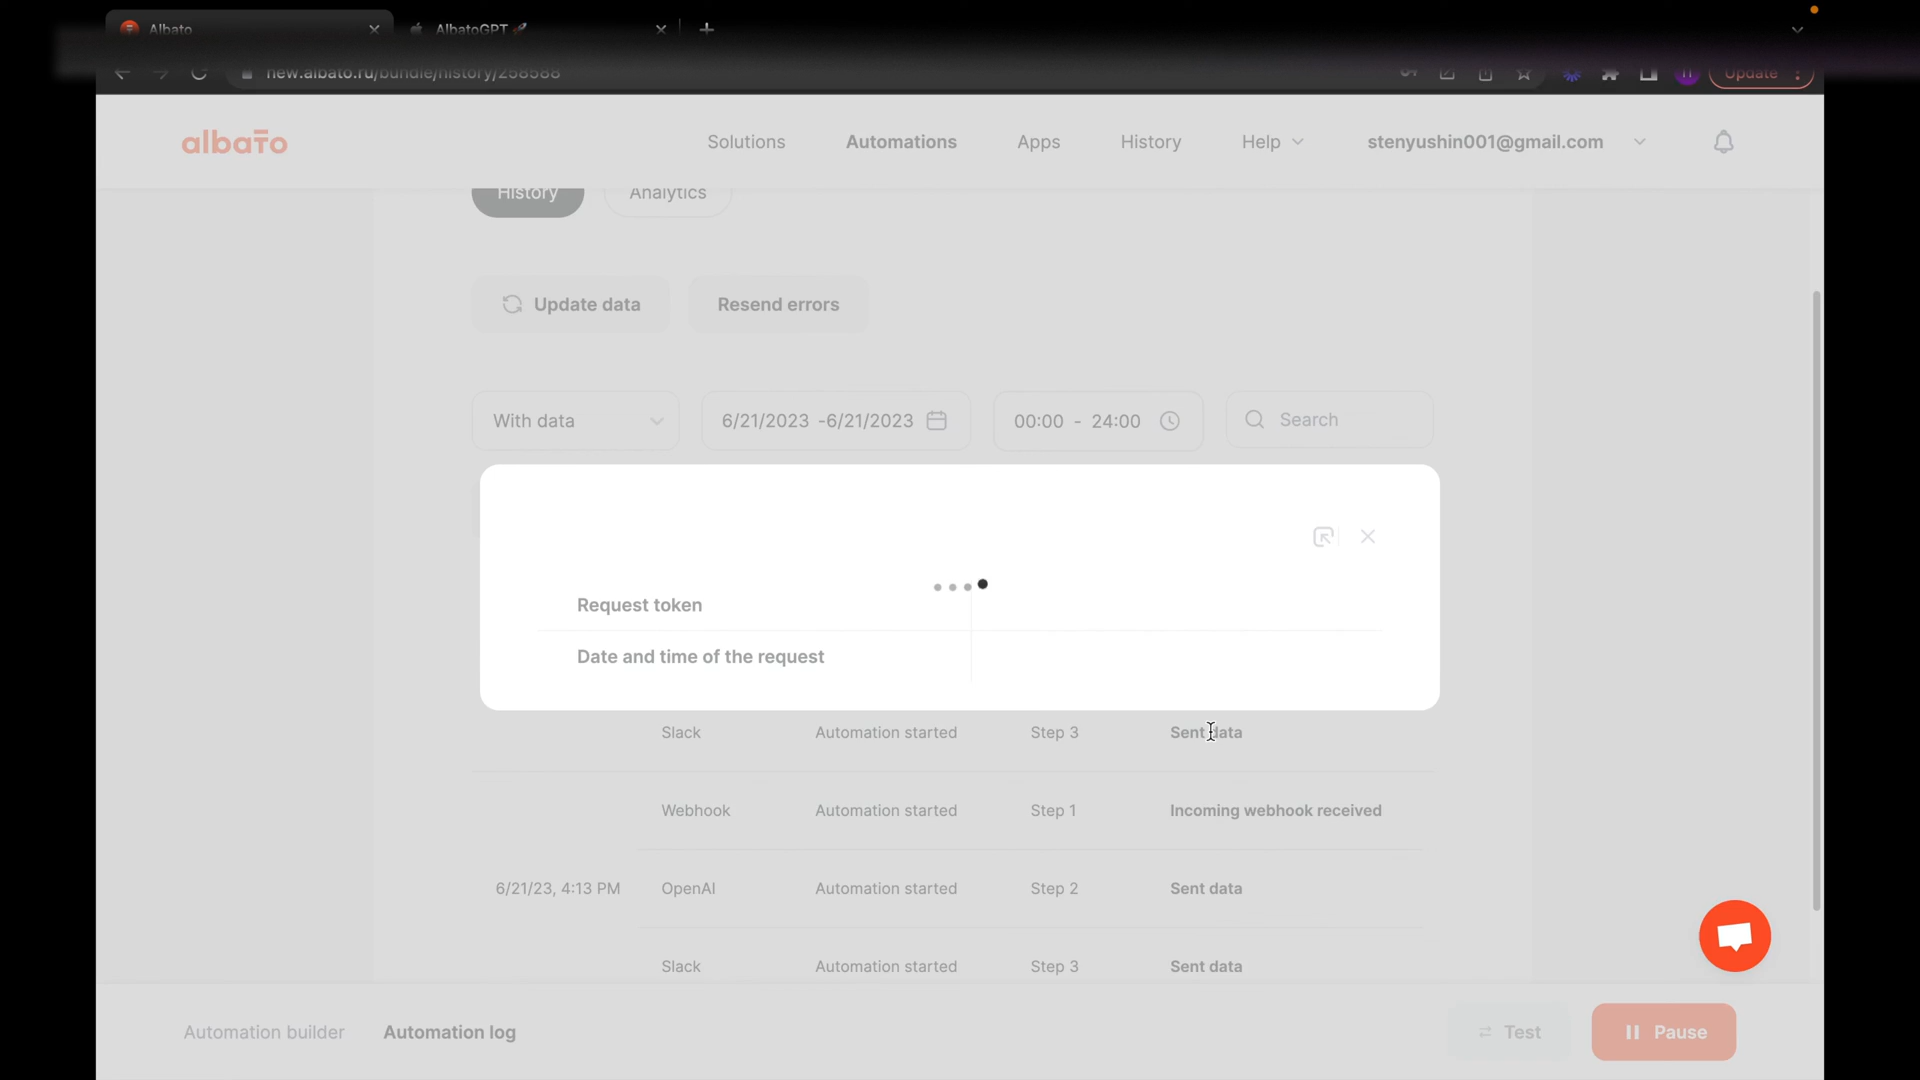 Albato
AlbatoGPT 🚀
new.albato.ru/bundle/history/258588
Update
albato
Solutions
Automations
Apps
History
Help
stenyushin001@gmail.com
History
Analytics
Update data
Resend errors
With data
6/21/2023 -6/21/2023
00:00 - 24:00
Search
Request token
Date and time of the request
Slack Automation started Step 3 Sent data
Webhook Automation started Step 1 Incoming webhook received
6/21/23, 4:13 PM OpenAI Automation started Step 2 Sent data
Slack Automation started Step 3 Sent data
Automation builder
Automation log
Test
Pause